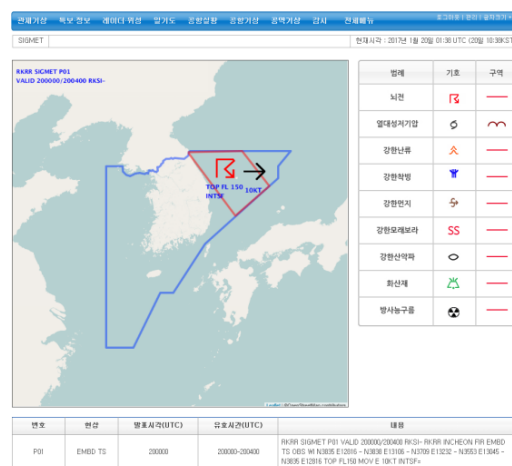 관제기상 특보·정보 레이더·위성 일기도 공항실황 공항기상 공역기상 감시 전체메뉴
SIGMET
현재시각 : 2017년 1월 20일 01:38 UTC (20일 10:38KST
RKRR SIGMET P01
VALID 200000/200400 RKSI-
TOP FL 150 10KT
INTSF
범례 기호 구역
뇌전
열대성저기압
강한난류
강한착빙
강한먼지
강한모래보라
SS
강한산악파
화산재
방사능구름
번호 현상 발표시각(UTC) 유효시간(UTC) 내용
P01 EMBD TS 200000 200000~200400
RKRR SIGMET P01 VALID 200000/200400 RKSI- RKRR INCHEON FIR EMBD
TS OBS WI N3835 E12816 - N3838 E13106 - N3709 E13232 - N3553 E13045 -
N3835 E12816 TOP FL150 MOV E 10KT INTSF=